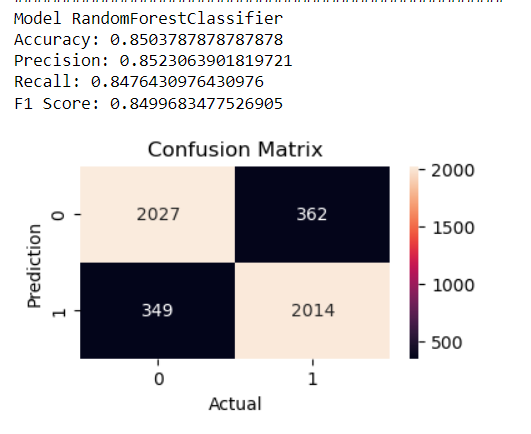 Model RandomForestClassifier
Accuracy: 0.8503787878787878
Precision: 0.8523063901819721
Recall: 0.8476430976430976
F1 Score: 0.8499683477526905
Confusion Matrix
Prediction
0
2027
362
1
349
2014
0
1
Actual
2000
1500
1000
500